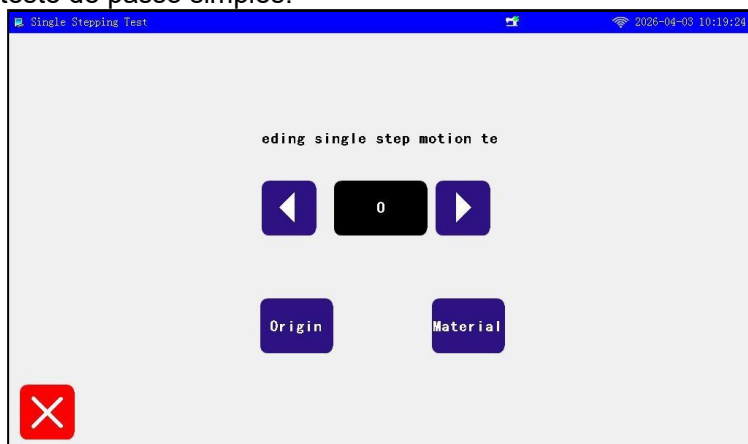 teste de passo simples.
Single Stepping Test 2026-04-03 10:19:24
eding single step motion te
0
Origin Material